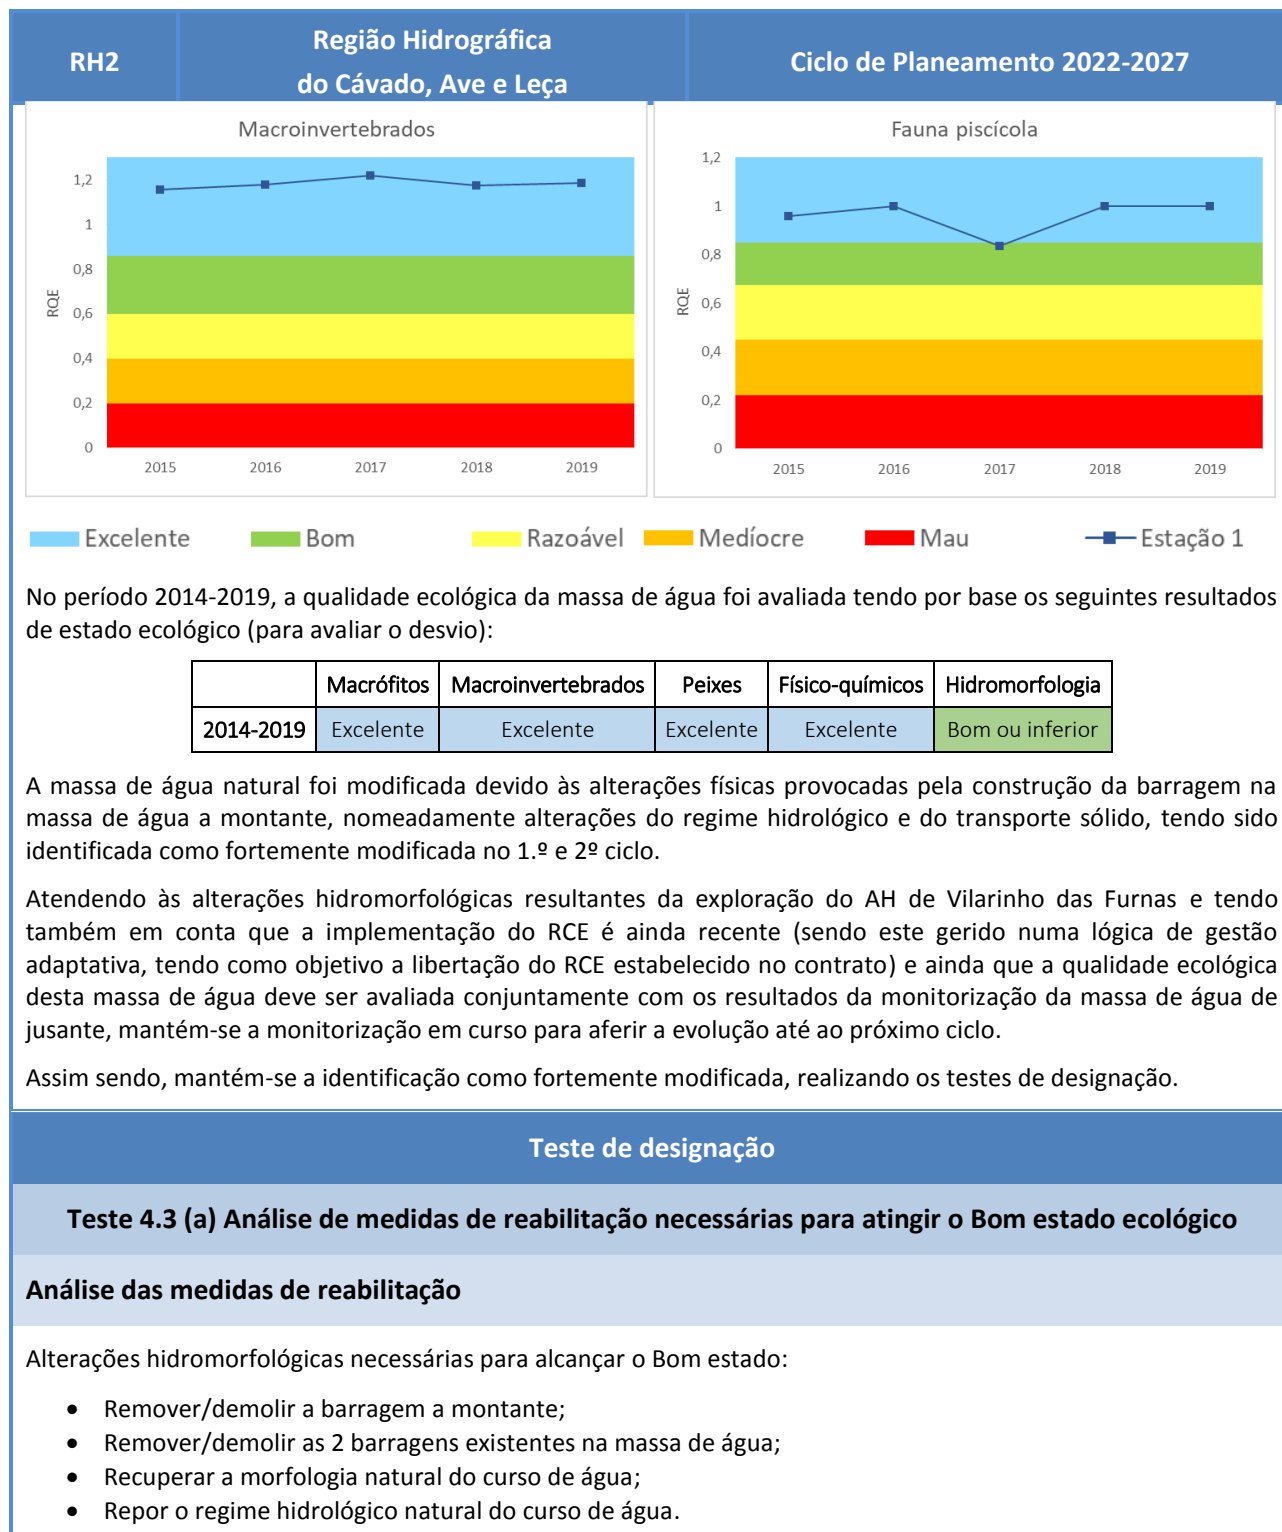 RH2
Região Hidrográfica
do Cávado, Ave e Leça
Ciclo de Planeamento 2022-2027
Macroinvertebrados
1,2
1
0,8
0,6
0,4
0,2
0
RQE
2015 2016 2017 2018 2019
Fauna piscícola
1,2
1
0,8
0,6
0,4
0,2
0
RQE
2015 2016 2017 2018 2019
Excelente Bom Razoável Medíocre Mau Estação 1
No período 2014-2019, a qualidade ecológica da massa de água foi avaliada tendo por base os seguintes resultados
de estado ecológico (para avaliar o desvio):
Macrófitos Macroinvertebrados Peixes Físico-químicos Hidromorfologia
2014-2019 Excelente Excelente Excelente Excelente Bom ou inferior
A massa de água natural foi modificada devido às alterações físicas provocadas pela construção da barragem na
massa de água a montante, nomeadamente alterações do regime hidrológico e do transporte sólido, tendo sido
identificada como fortemente modificada no 1.º e 2º ciclo.
Atendendo às alterações hidromorfológicas resultantes da exploração do AH de Vilarinho das Furnas e tendo
também em conta que a implementação do RCE é ainda recente (sendo este gerido numa lógica de gestão
adaptativa, tendo como objetivo a libertação do RCE estabelecido no contrato) e ainda que a qualidade ecológica
desta massa de água deve ser avaliada conjuntamente com os resultados da monitorização da massa de água de
jusante, mantém-se a monitorização em curso para aferir a evolução até ao próximo ciclo.
Assim sendo, mantém-se a identificação como fortemente modificada, realizando os testes de designação.
Teste de designação
Teste 4.3 (a) Análise de medidas de reabilitação necessárias para atingir o Bom estado ecológico
Análise das medidas de reabilitação
Alterações hidromorfológicas necessárias para alcançar o Bom estado:
• Remover/demolir a barragem a montante;
• Remover/demolir as 2 barragens existentes na massa de água;
• Recuperar a morfologia natural do curso de água;
• Repor o regime hidrológico natural do curso de água.